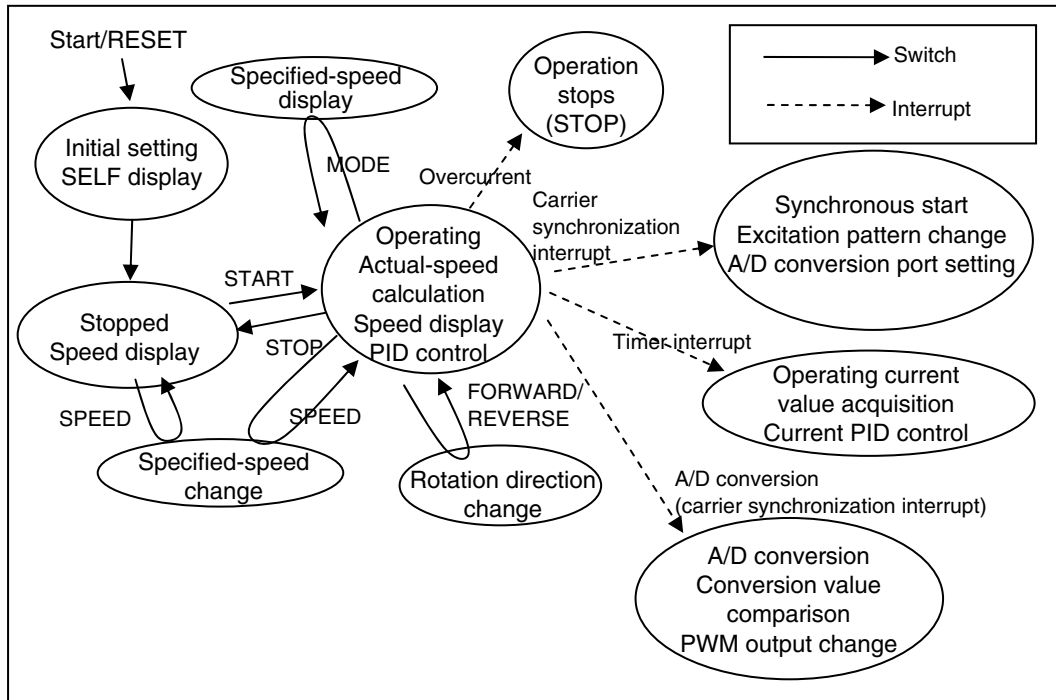 Start/RESET
Initial setting
SELF display
Specified-speed
display
MODE
Operation
stops
(STOP)
Overcurrent
Switch
Interrupt
Carrier
synchronization
interrupt
Synchronous start
Excitation pattern change
A/D conversion port setting
Operating
Actual-speed
calculation
Speed display
PID control
START
STOP
Stopped
Speed display
SPEED
SPEED
Specified-speed
change
FORWARD/
REVERSE
Rotation direction
change
Timer interrupt
Operating current
value acquisition
Current PID control
A/D conversion
(carrier synchronization interrupt)
A/D conversion
Conversion value
comparison
PWM output change